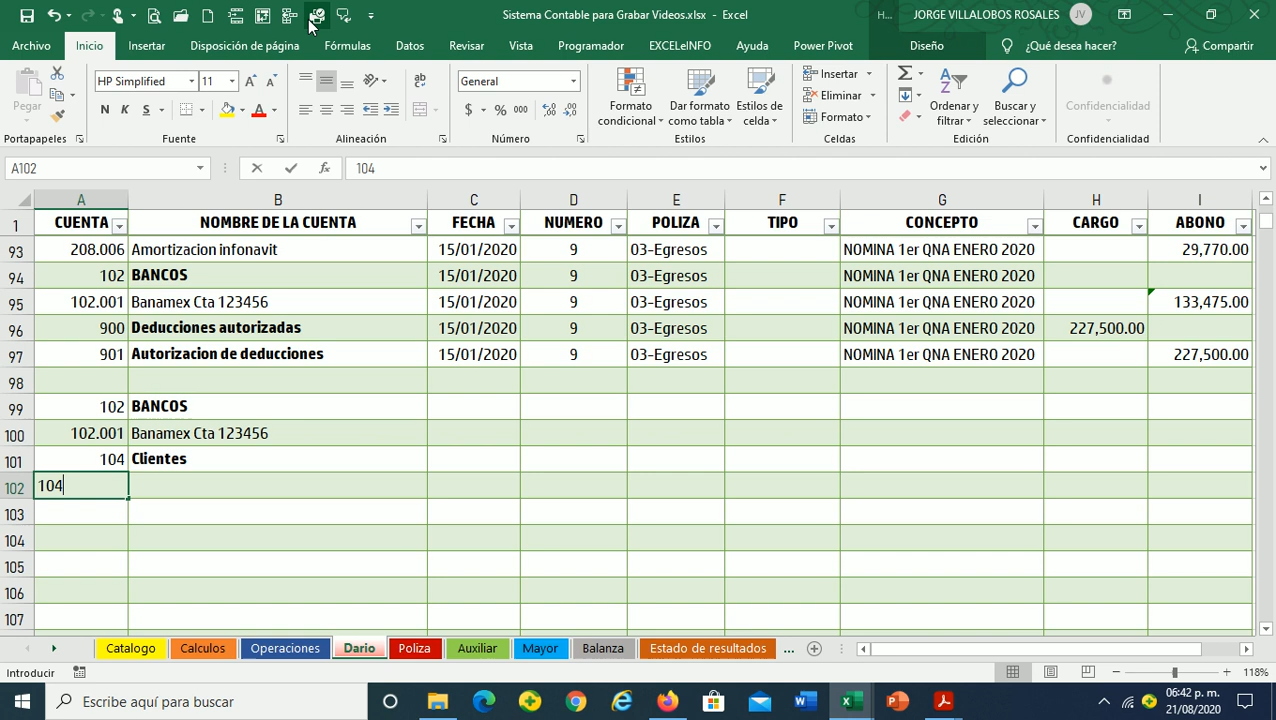 Sistema Contable para Grabar Videos.xlsx - Excel
H...
JORGE VILLALOBOS ROSALES
JV
Archivo Inicio Insertar Disposición de página Fórmulas Datos Revisar Vista Programador EXCELeINFO Ayuda Power Pivot Diseño ¿Qué desea hacer? Compartir
Pegar
HP Simplified 11
General
Formato condicional
Dar formato como tabla
Estilos de celda
Insertar
Eliminar
Formato
Ordenar y filtrar
Buscar y seleccionar
Confidencialidad
N K S
$ % 000
Portapapeles Fuente Alineación Número Estilos Celdas Edición Confidencialidad
A102 fx 104
A B C D E F G H I
1 CUENTA NOMBRE DE LA CUENTA FECHA NUMERO POLIZA TIPO CONCEPTO CARGO ABONO
93 208.006 Amortizacion infonavit 15/01/2020 9 03-Egresos NOMINA 1er QNA ENERO 2020 29,770.00
94 102 BANCOS 15/01/2020 9 03-Egresos NOMINA 1er QNA ENERO 2020
95 102.001 Banamex Cta 123456 15/01/2020 9 03-Egresos NOMINA 1er QNA ENERO 2020 133,475.00
96 900 Deducciones autorizadas 15/01/2020 9 03-Egresos NOMINA 1er QNA ENERO 2020 227,500.00
97 901 Autorizacion de deducciones 15/01/2020 9 03-Egresos NOMINA 1er QNA ENERO 2020 227,500.00
98
99 102 BANCOS
100 102.001 Banamex Cta 123456
101 104 Clientes
102 104
103
104
105
106
107
Catalogo Calculos Operaciones Dario Poliza Auxiliar Mayor Balanza Estado de resultados ...
Introducir 118%
Escribe aquí para buscar
06:42 p. m.
21/08/2020